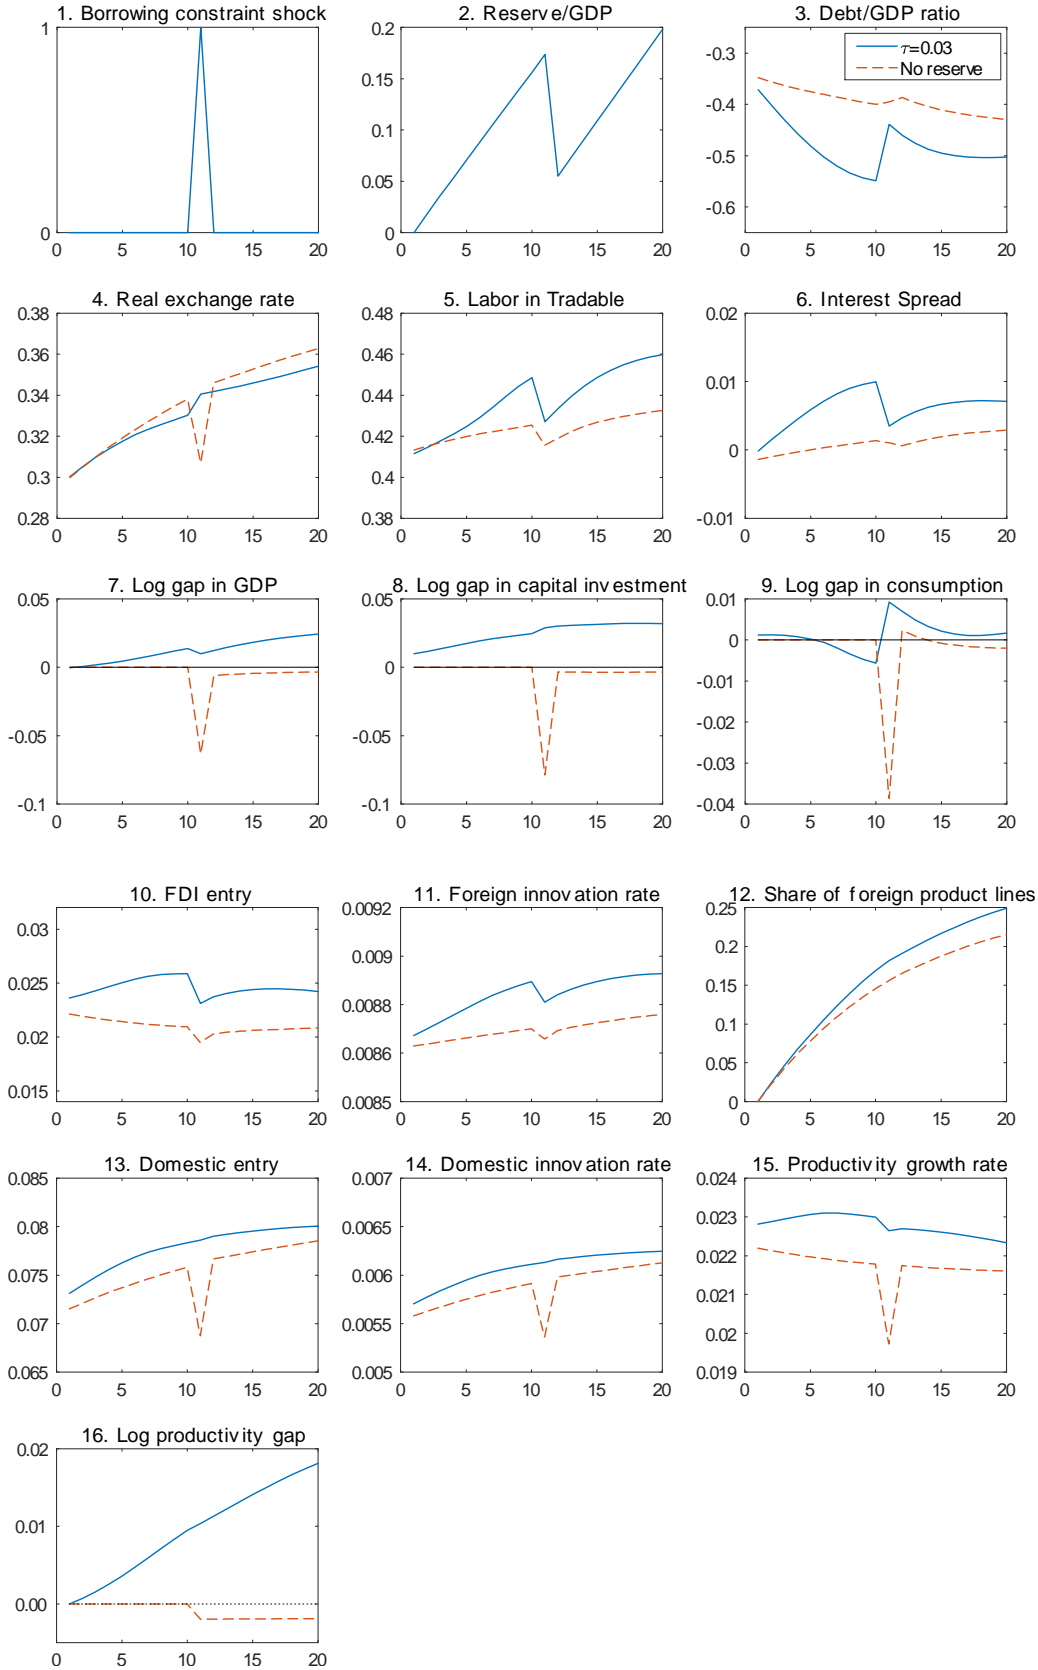 1. Borrowing constraint shock
1
0
0 5 10 15 20
2. Reserve/GDP
0.2
0.15
0.1
0.05
0
0 5 10 15 20
3. Debt/GDP ratio
τ=0.03
No reserve
-0.3
-0.4
-0.5
-0.6
0 5 10 15 20
4. Real exchange rate
0.38
0.36
0.34
0.32
0.3
0.28
0 5 10 15 20
5. Labor in Tradable
0.48
0.46
0.44
0.42
0.4
0.38
0 5 10 15 20
6. Interest Spread
0.02
0.01
0
-0.01
0 5 10 15 20
7. Log gap in GDP
0.05
0
-0.05
-0.1
0 5 10 15 20
8. Log gap in capital investment
0.05
0
-0.05
-0.1
0 5 10 15 20
9. Log gap in consumption
0.01
0
-0.01
-0.02
-0.03
-0.04
0 5 10 15 20
10. FDI entry
0.03
0.025
0.02
0.015
0 5 10 15 20
11. Foreign innovation rate
0.0092
0.009
0.0088
0.0086
0.0085
0 5 10 15 20
12. Share of foreign product lines
0.25
0.2
0.15
0.1
0.05
0
0 5 10 15 20
13. Domestic entry
0.085
0.08
0.075
0.07
0.065
0 5 10 15 20
14. Domestic innovation rate
0.007
0.0065
0.006
0.0055
0.005
0 5 10 15 20
15. Productivity growth rate
0.024
0.023
0.022
0.021
0.02
0.019
0 5 10 15 20
16. Log productivity gap
0.02
0.01
0.00
0 5 10 15 20